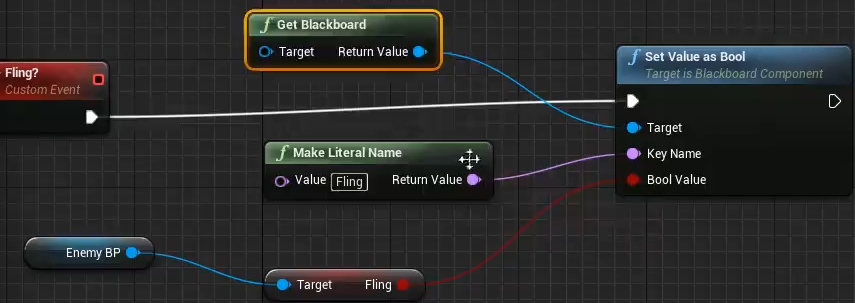 Get Blackboard
Target Return Value
Set Value as Bool
Target is Blackboard Component
Fling?
Custom Event
Target
Key Name
Bool Value
Make Literal Name
Value Fling Return Value
Enemy BP
Target Fling